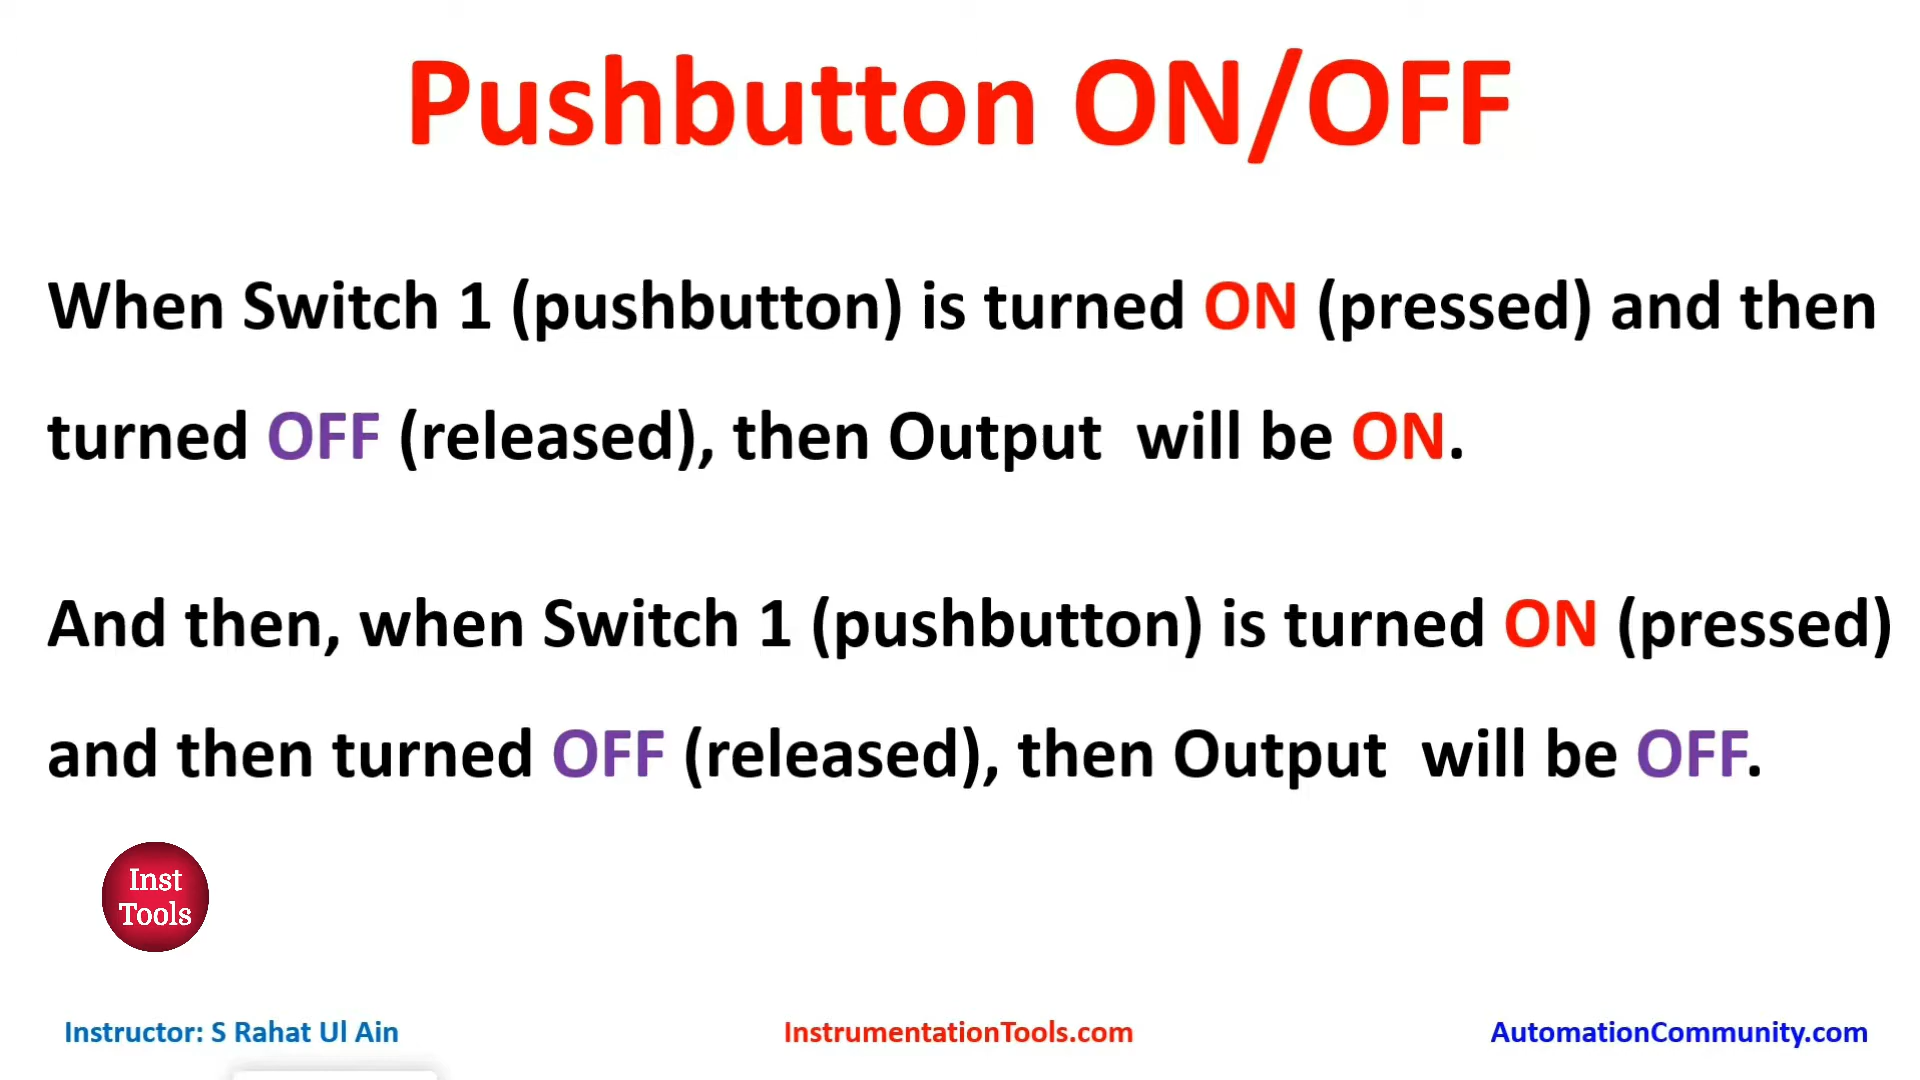 Pushbutton ON/OFF
When Switch 1 (pushbutton) is turned ON (pressed) and then
turned OFF (released), then Output will be ON.
And then, when Switch 1 (pushbutton) is turned ON (pressed)
and then turned OFF (released), then Output will be OFF.
Inst
Tools
Instructor: S Rahat Ul Ain
InstrumentationTools.com
AutomationCommunity.com